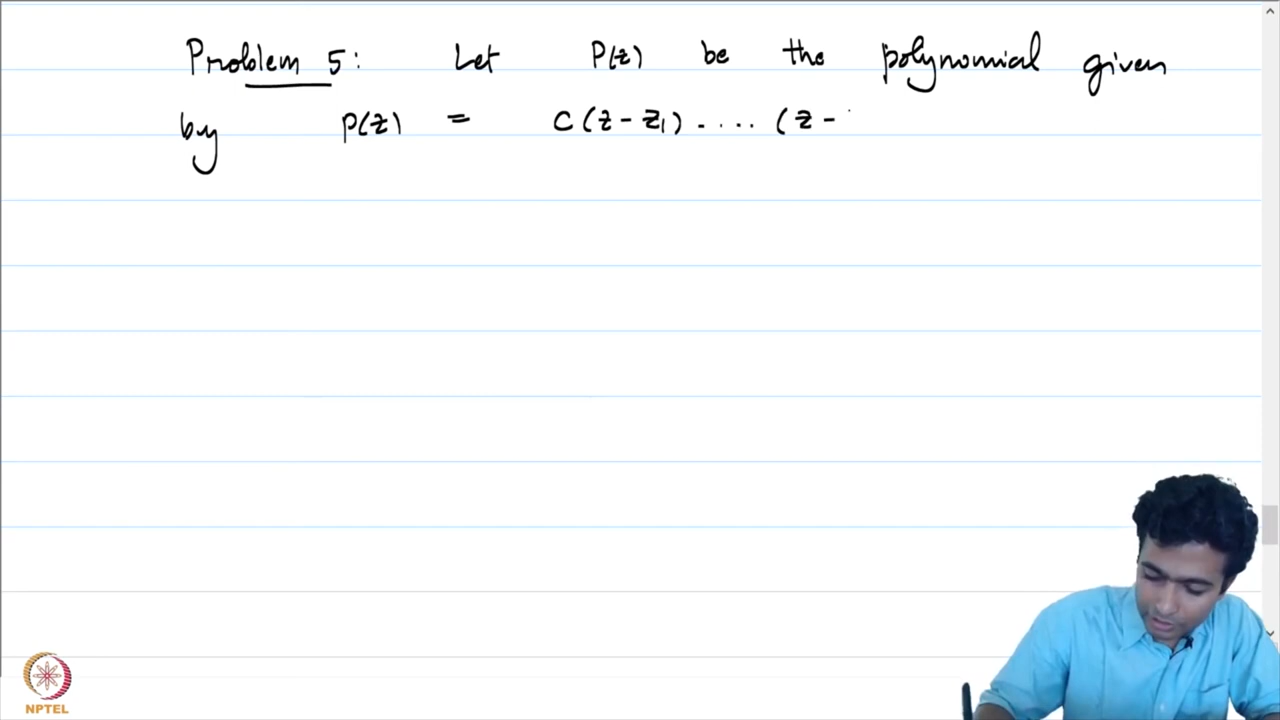 Problem 5: Let P(z) be the polynomial given
by P(z) = C(z - z₁) ..... (z -
NPTEL